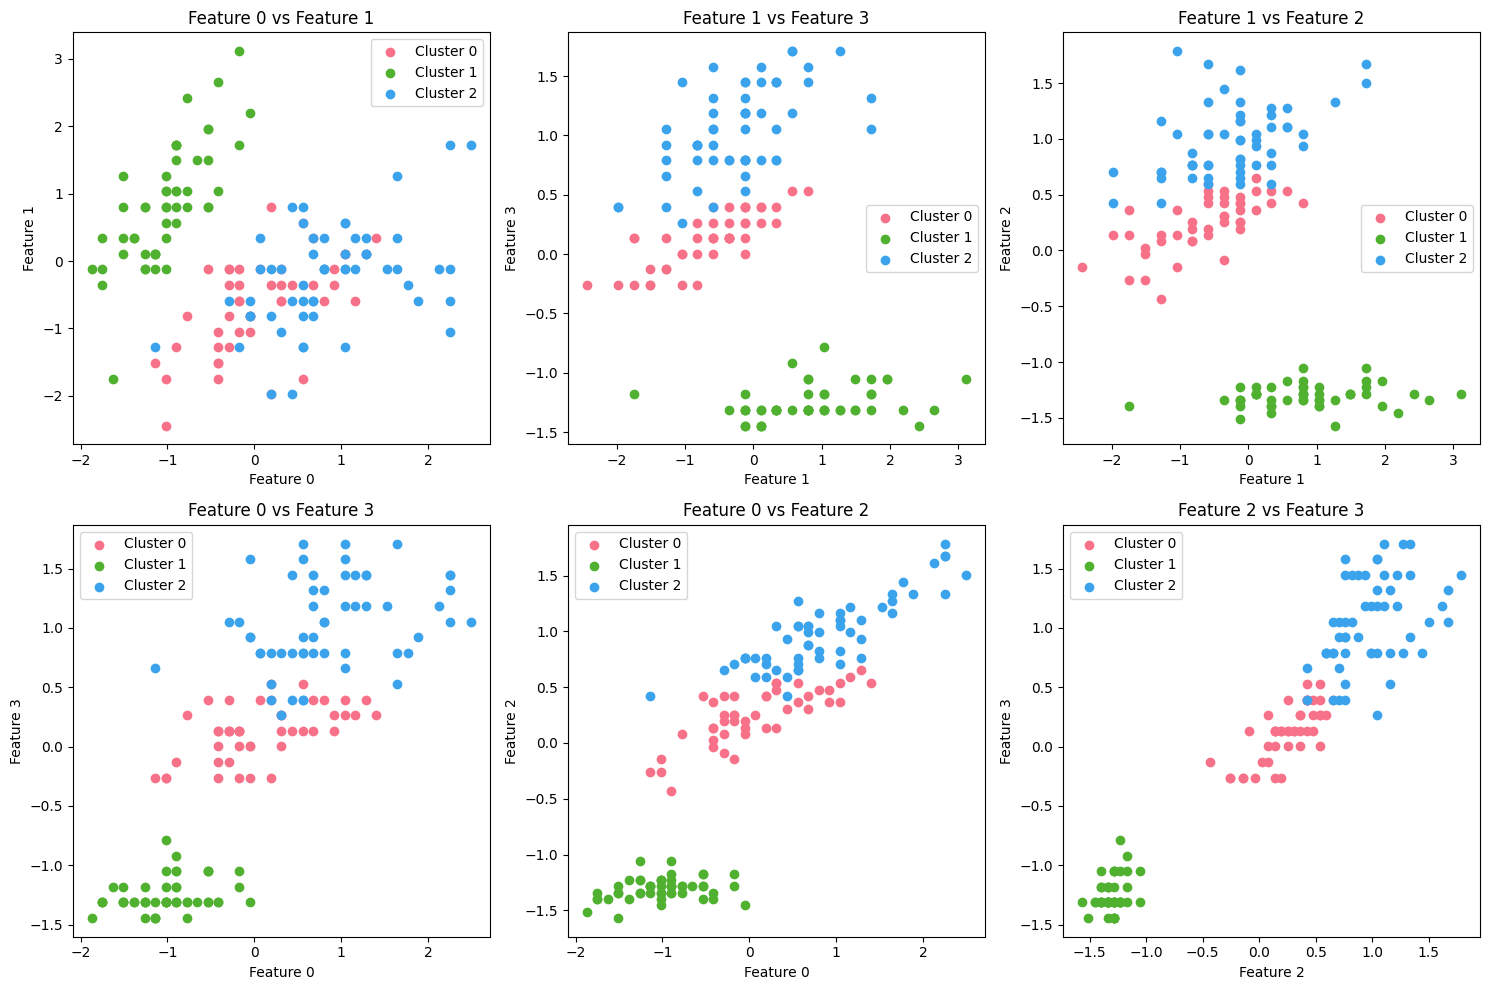 Feature 0 vs Feature 1
Cluster 0
Cluster 1
Cluster 2
3
2
1
0
−1
−2
Feature 1
−2 −1 0 1 2
Feature 0
Feature 1 vs Feature 3
Cluster 0
Cluster 1
Cluster 2
1.5
1.0
0.5
0.0
−0.5
−1.0
−1.5
Feature 3
−2 −1 0 1 2 3
Feature 1
Feature 1 vs Feature 2
Cluster 0
Cluster 1
Cluster 2
1.5
1.0
0.5
0.0
−0.5
−1.0
−1.5
Feature 2
−2 −1 0 1 2 3
Feature 1
Feature 0 vs Feature 3
Cluster 0
Cluster 1
Cluster 2
1.5
1.0
0.5
0.0
−0.5
−1.0
−1.5
Feature 3
−2 −1 0 1 2
Feature 0
Feature 0 vs Feature 2
Cluster 0
Cluster 1
Cluster 2
1.5
1.0
0.5
0.0
−0.5
−1.0
−1.5
Feature 2
−2 −1 0 1 2
Feature 0
Feature 2 vs Feature 3
Cluster 0
Cluster 1
Cluster 2
1.5
1.0
0.5
0.0
−0.5
−1.0
−1.5
Feature 3
−1.5 −1.0 −0.5 0.0 0.5 1.0 1.5
Feature 2